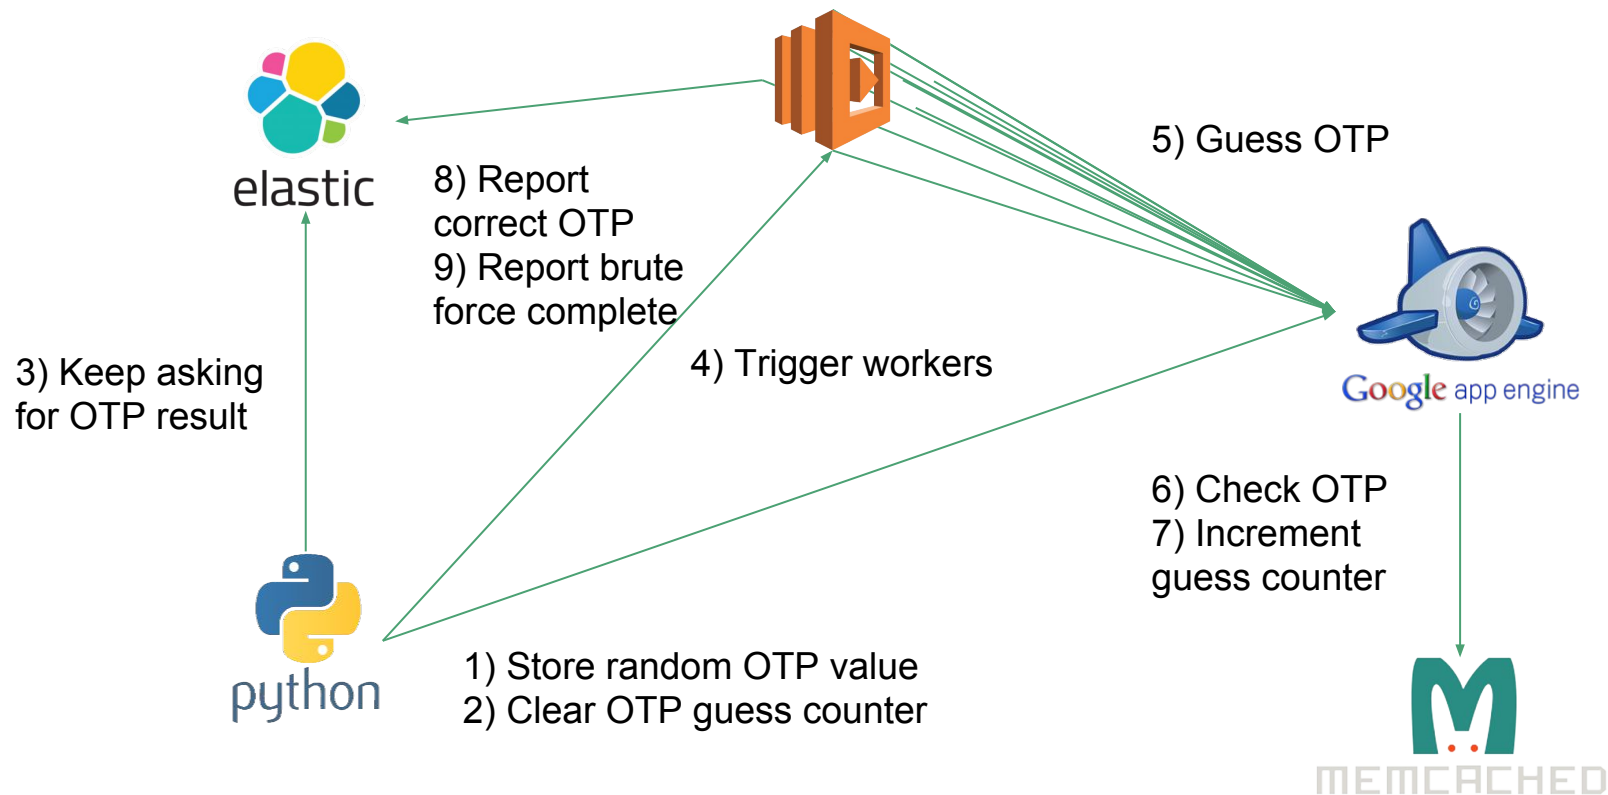 5) Guess OTP
elastic
8) Report
correct OTP
9) Report brute
force complete
3) Keep asking
for OTP result
4) Trigger workers
Google app engine
6) Check OTP
7) Increment
guess counter
python
1) Store random OTP value
2) Clear OTP guess counter
MEMCACHED